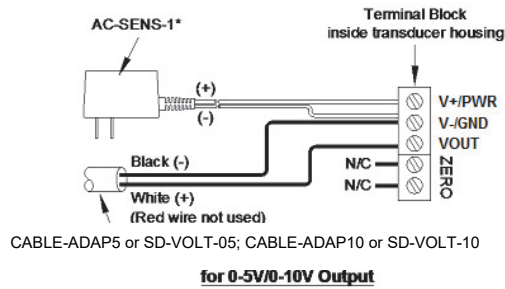 AC-SENS-1*
Terminal Block
inside transducer housing
(+)
(-)
V+/PWR
V-/GND
VOUT
N/C
N/C
ZERO
Black (-)
White (+)
(Red wire not used)
CABLE-ADAP5 or SD-VOLT-05; CABLE-ADAP10 or SD-VOLT-10
for 0-5V/0-10V Output